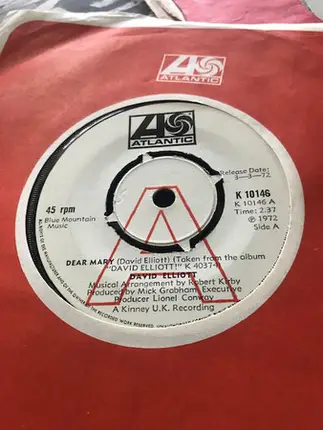 ATLANTIC
ATLANTIC
Release Date:
3-3-72
45 rpm
Blue Mountain
Music
K 10146
K 10146 A
Time: 2.37
℗ 1972
Side A
DEAR MARY (David Elliott) (Taken from the album
"DAVID ELLIOTT!" K 4037
DAVID ELLIOTT
Musical Arrangement by Robert Kirby
Produced by Mick Grabham, Executive
Producer Lionel Conway
A Kinney U.K. Recording